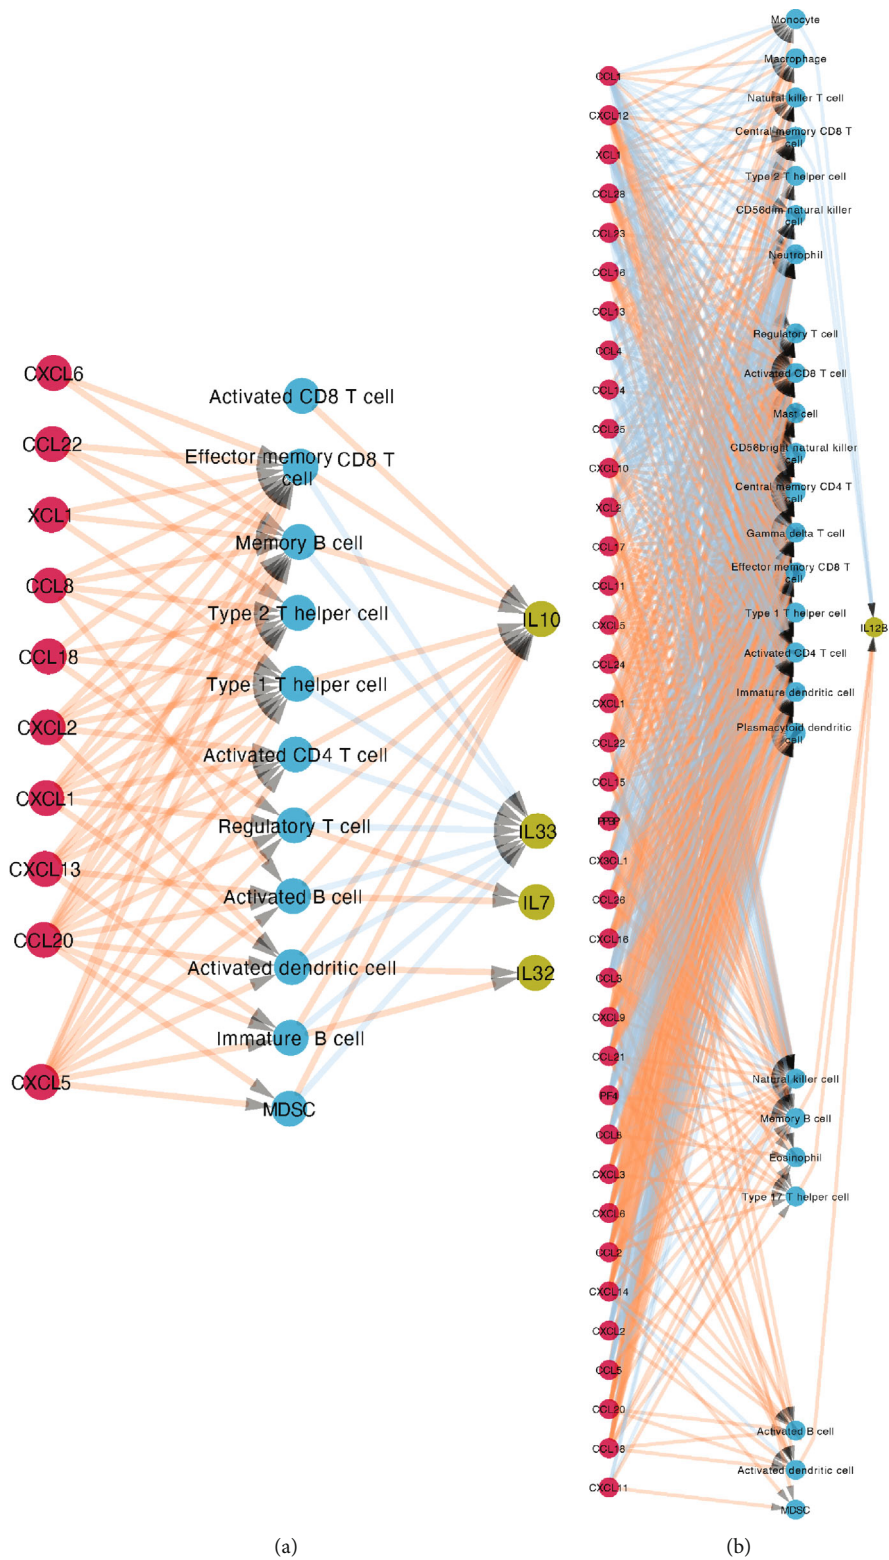 CXCL6
CCL22
XCL1
CCL8
CCL18
CXCL2
CXCL1
CXCL13
CCL20
CXCL5
Activated CD8 T cell
Effector memory CD8 T
cell
Memory B cell
Type 2 T helper cell
Type 1 T helper cell
Activated CD4 T cell
Regulatory T cell
Activated B cell
Activated dendritic cell
Immature B cell
MDSC
IL10
IL33
IL7
IL32
(a)
CCL1
CXCL12
XCL1
CCL28
CCL23
CCL16
CCL13
CCL4
CCL14
CCL25
CXCL10
XCL2
CCL17
CCL11
CXCL5
CCL24
CXCL1
CCL22
CCL15
PPBP
CX3CL1
CCL26
CXCL16
CCL3
CXCL9
CCL21
PF4
CCL8
CXCL3
CXCL6
CCL2
CXCL14
CXCL2
CCL5
CCL20
CCL18
CXCL11
Monocyte
Macrophage
Natural killer T cell
Central memory CD8 T
cell
Type 2 T helper cell
CD56dim natural killer
cell
Neutrophil
Regulatory T cell
Activated CD8 T cell
Mast cell
CD56bright natural killer
cell
Central memory CD4 T
cell
Gamma delta T cell
Effector memory CD8 T
cell
Type 1 T helper cell
Activated CD4 T cell
Immature dendritic cell
Plasmacytoid dendritic
cell
Natural killer cell
Memory B cell
Eosinophil
Type 17 T helper cell
Activated B cell
Activated dendritic cell
MDSC
IL12B
(b)